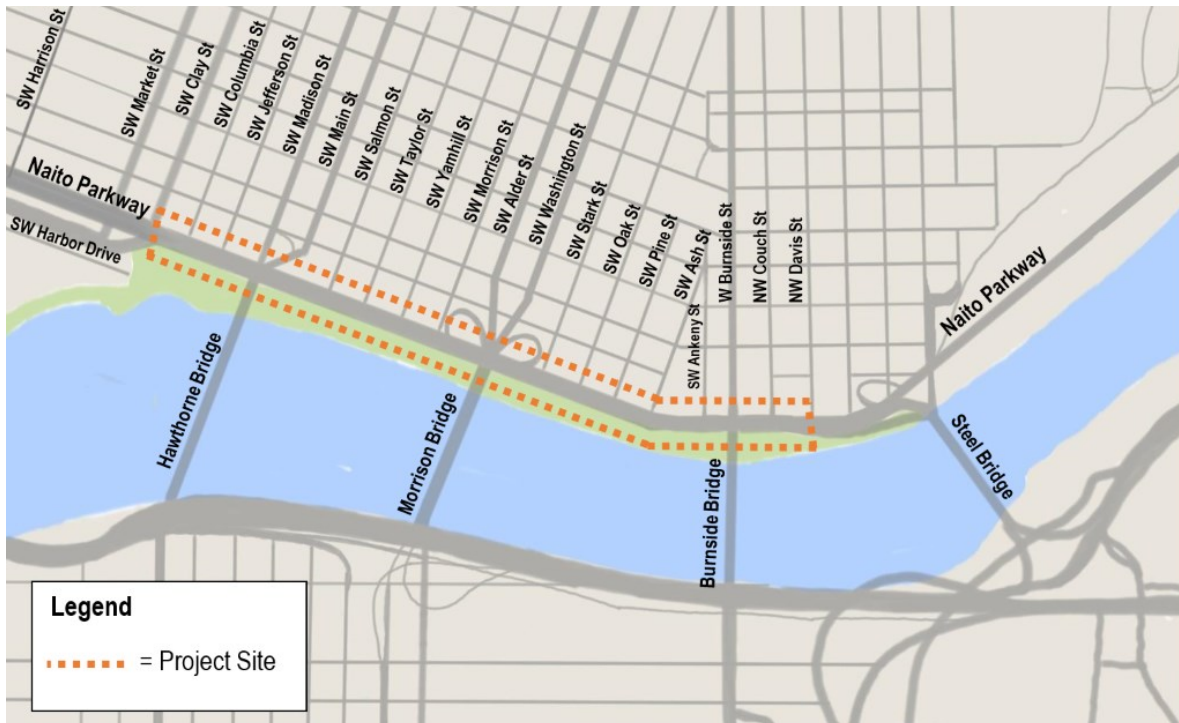 SW Harrison St
SW Market St
SW Clay St
SW Columbia St
SW Jefferson St
SW Madison St
SW Main St
SW Salmon St
SW Taylor St
SW Yamhill St
SW Morrison St
SW Alder St
SW Washington St
SW Stark St
SW Oak St
SW Pine St
SW Ash St
SW Ankeny St
W Burnside St
NW Couch St
NW Davis St
Naito Parkway
SW Harbor Drive
Naito Parkway
Hawthorne Bridge
Morrison Bridge
Burnside Bridge
Steel Bridge
Legend
= Project Site